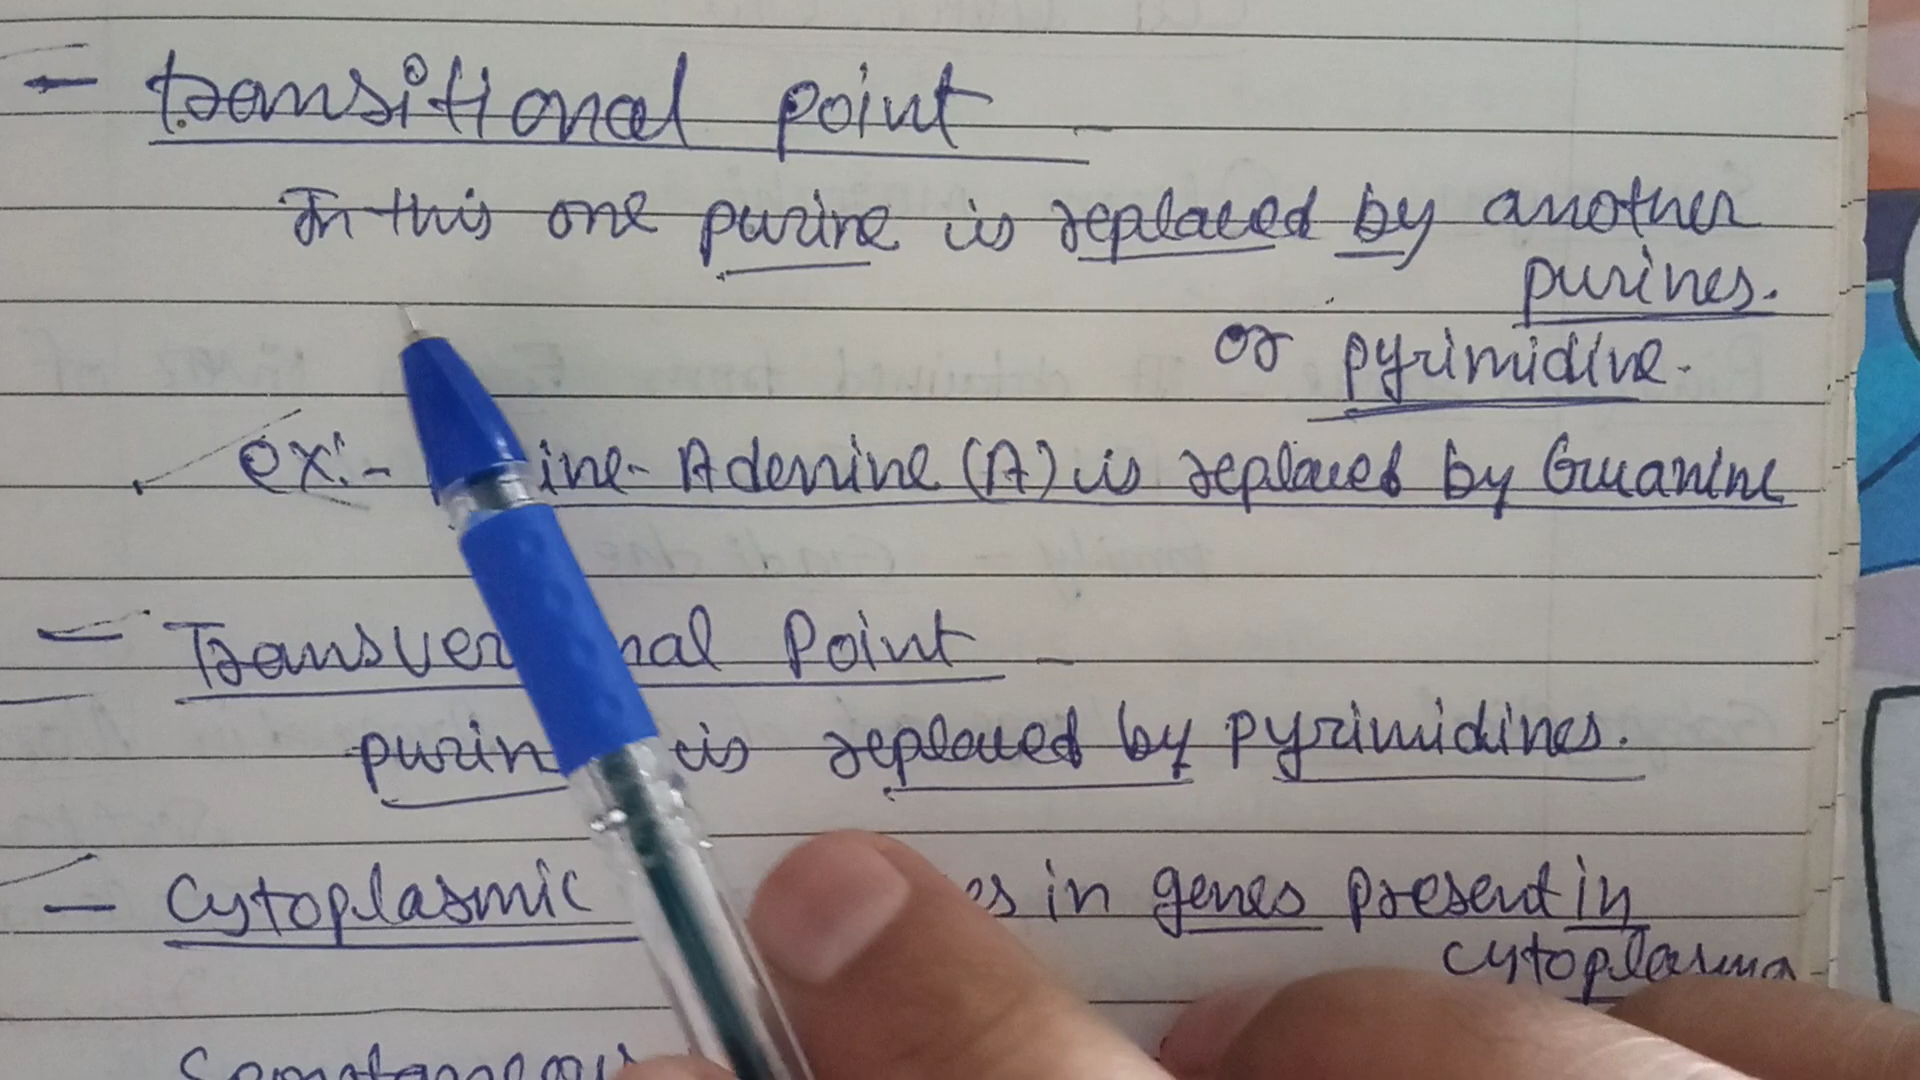 - transitional point -
In this one purine is replaced by another
purines.
or pyrimidine.
ex:- ine- Adenine (A) is replaced by Guanine
- Transver nal Point -
purin is replaced by pyrimidines.
- Cytoplasmic es in genes present in
cytoplasma